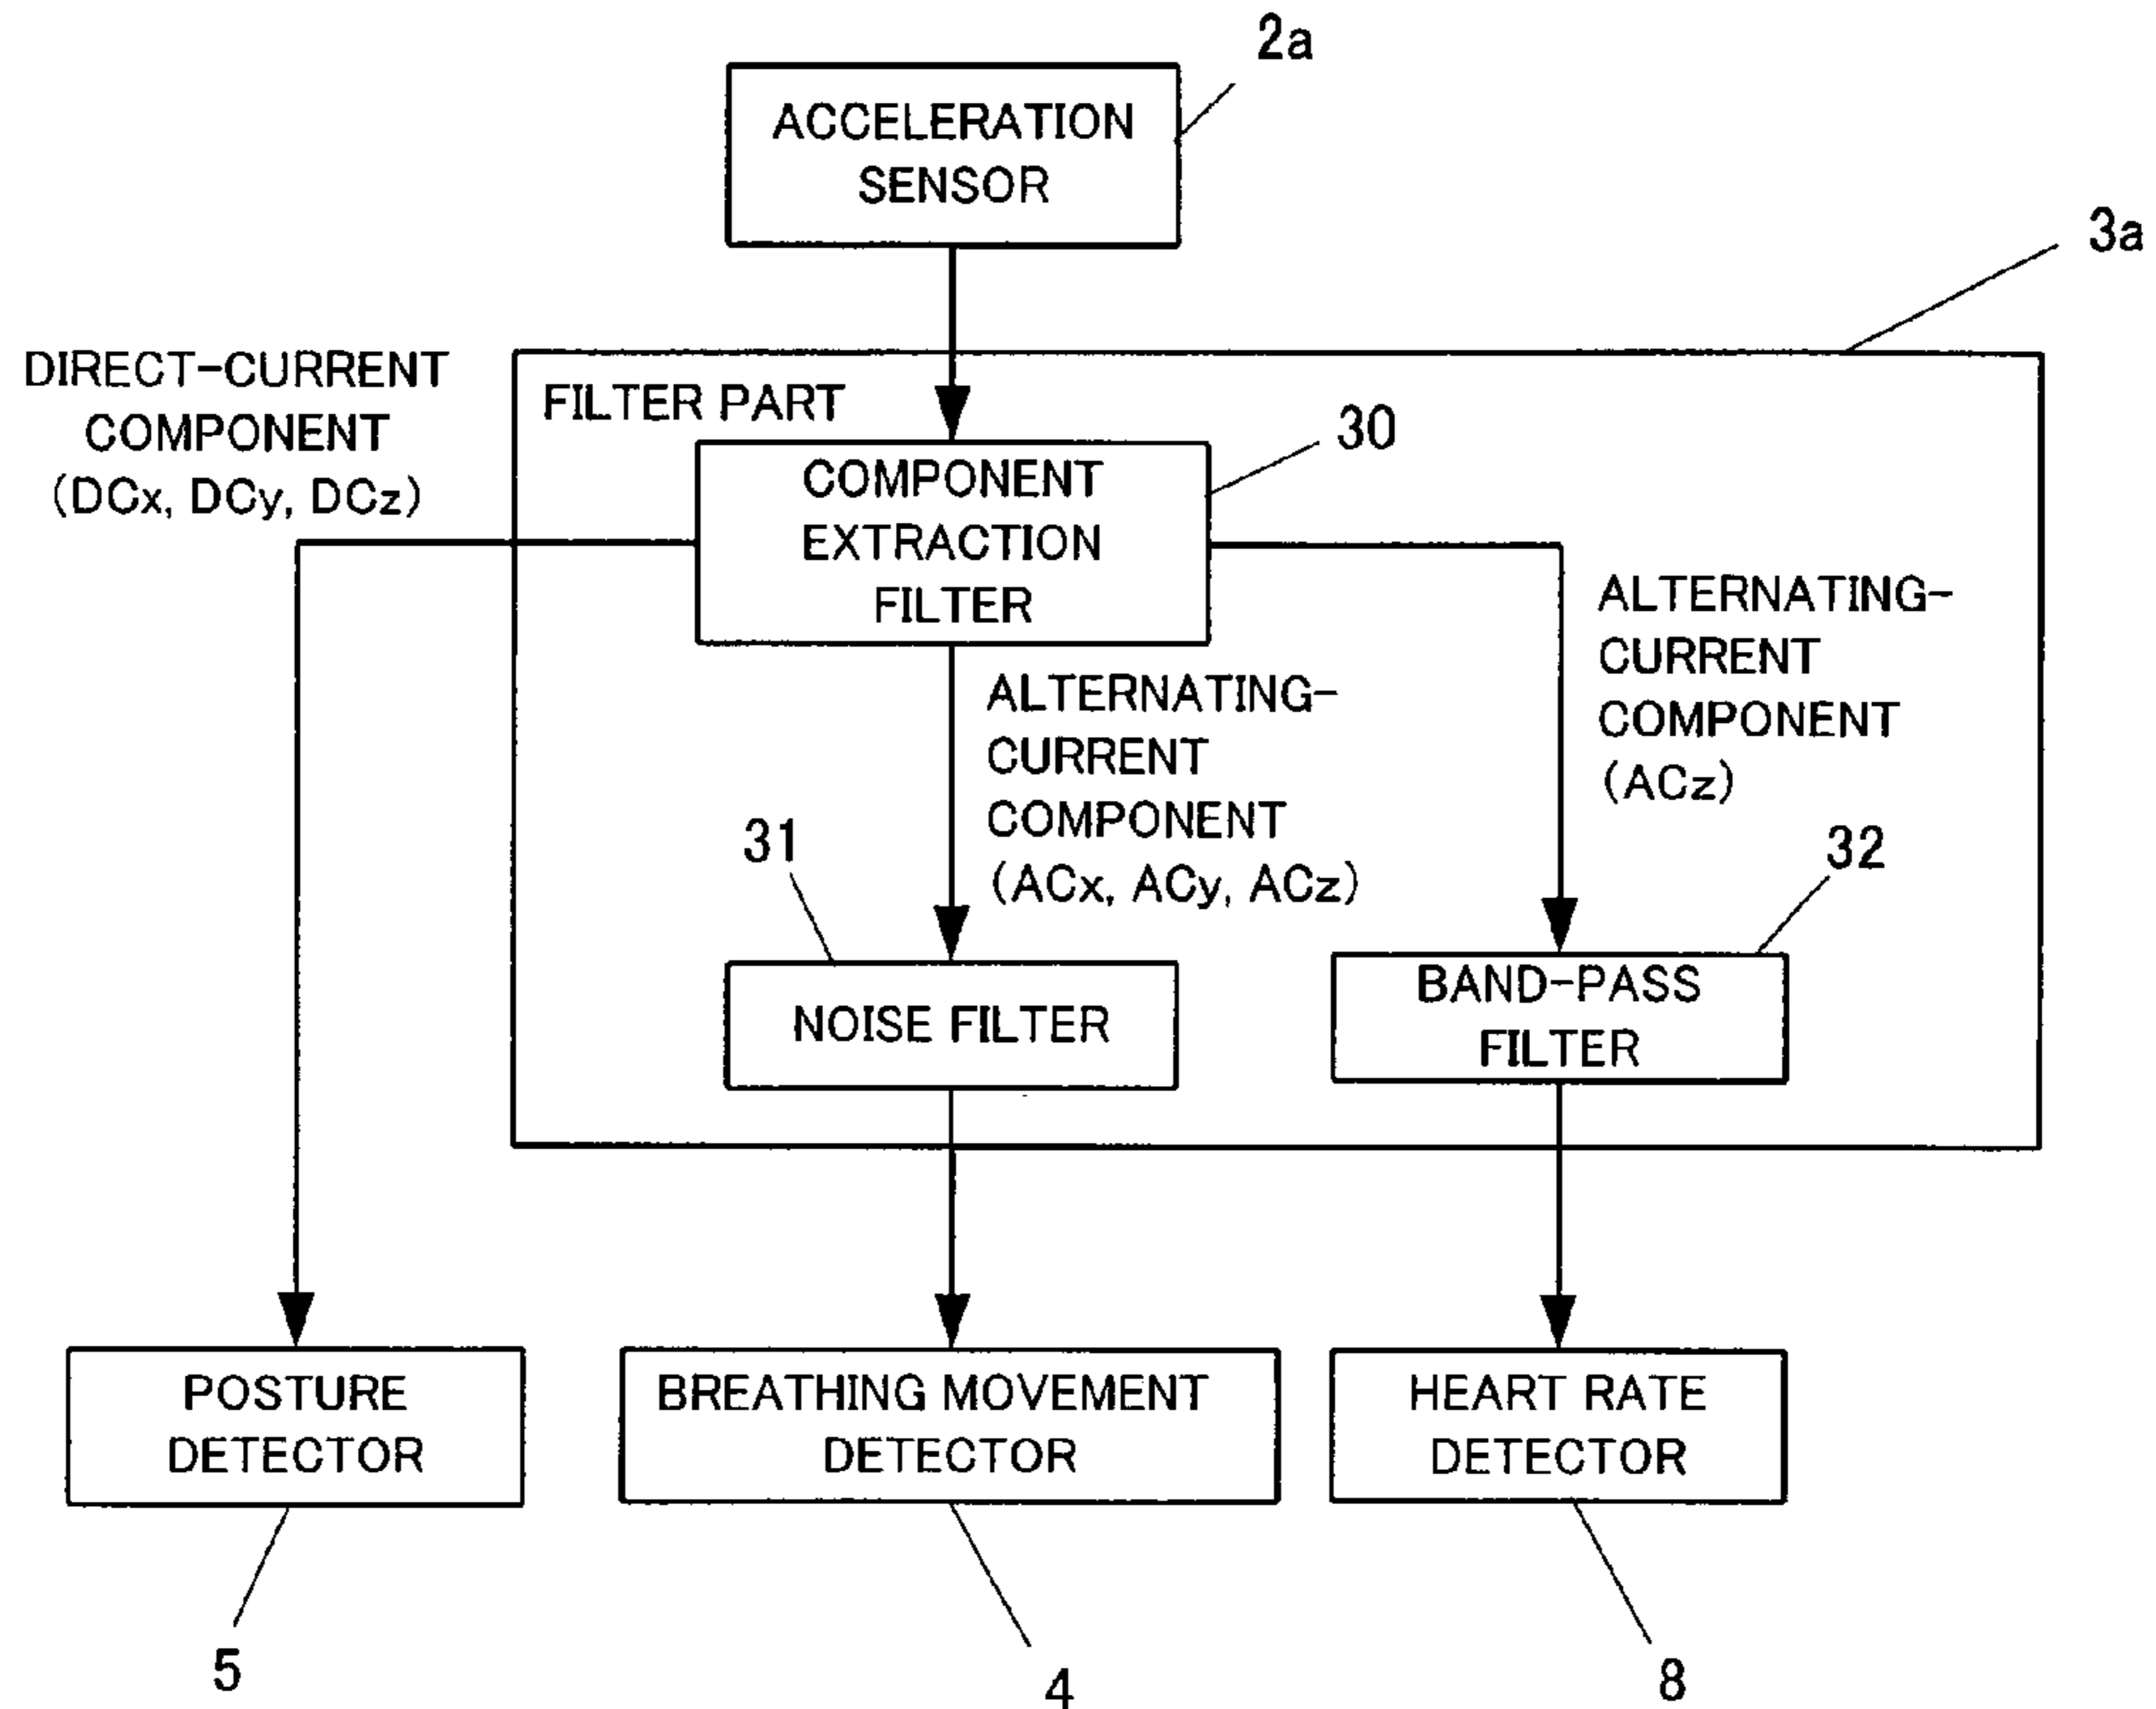 2a
ACCELERATION
SENSOR
3a
DIRECT-CURRENT
COMPONENT
(DCx, DCy, DCz)
FILTER PART
30
COMPONENT
EXTRACTION
FILTER
ALTERNATING-
CURRENT
COMPONENT
(ACx, ACy, ACz)
ALTERNATING-
CURRENT
COMPONENT
(ACz)
31
NOISE FILTER
32
BAND-PASS
FILTER
POSTURE
DETECTOR
BREATHING MOVEMENT
DETECTOR
HEART RATE
DETECTOR
5
4
8